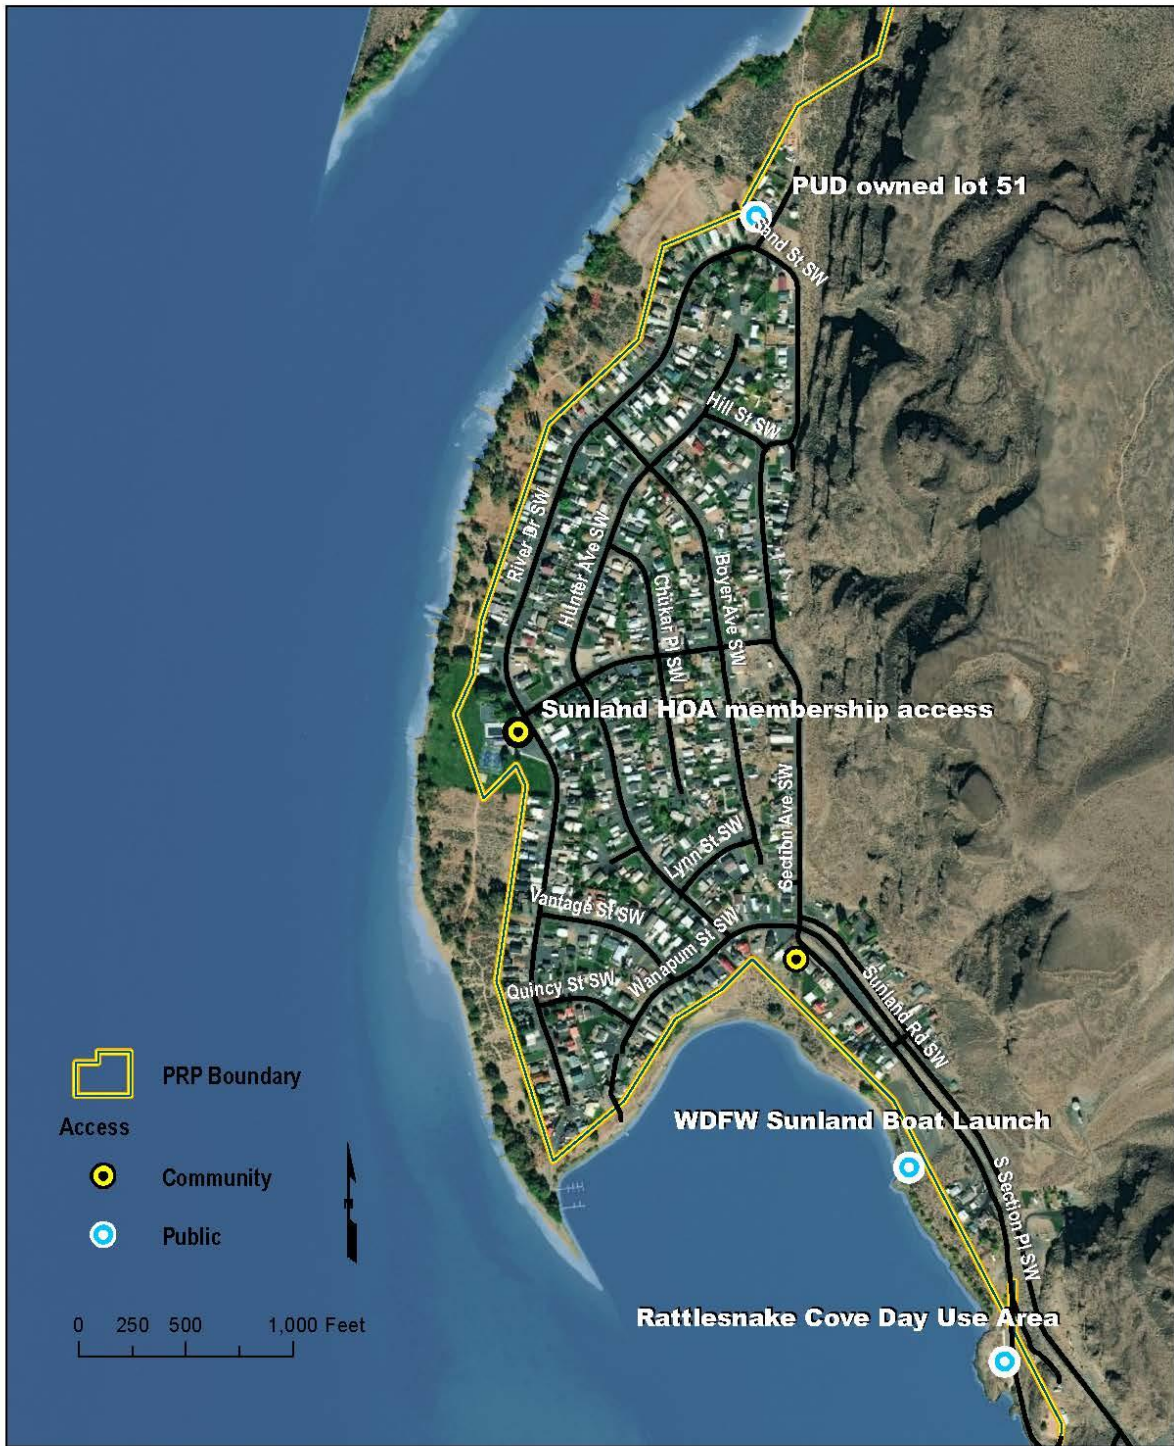 PUD owned lot 51
Sand St SW
Hill St SW
River Dr SW
Hunter Ave SW
Chukar Pl SW
Boyer Ave SW
Sunland HOA membership access
Section Ave SW
Lynn St SW
Vantage St SW
Wanapum St SW
Quincy St SW
Sunland Rd SW
PRP Boundary
Access
WDFW Sunland Boat Launch
Community
S Section Pl SW
Public
Rattlesnake Cove Day Use Area
0 250 500 1,000 Feet